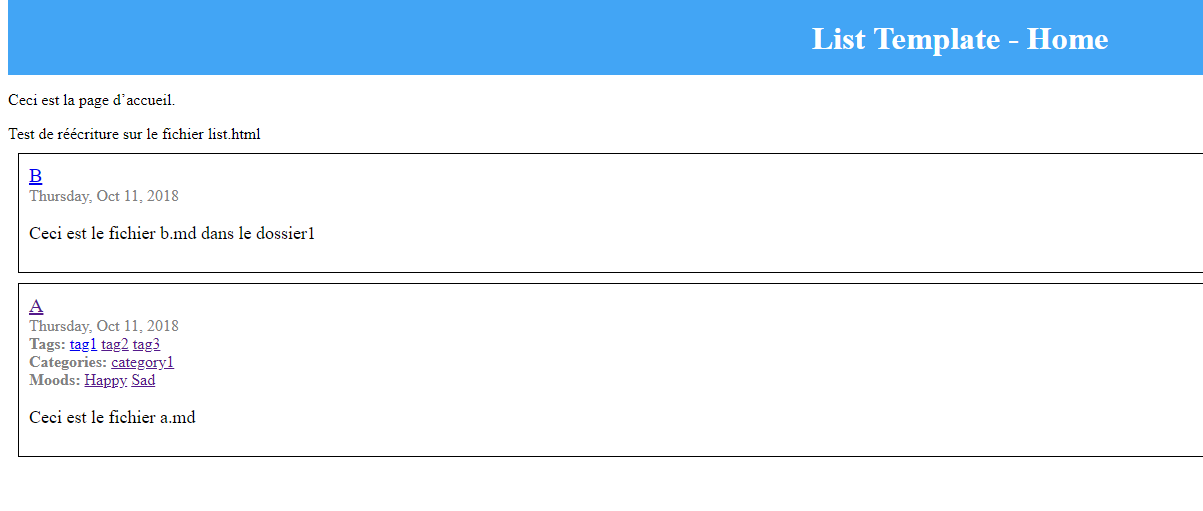 List Template - Home
Ceci est la page d’accueil.
Test de réécriture sur le fichier list.html
B
Thursday, Oct 11, 2018
Ceci est le fichier b.md dans le dossier1
A
Thursday, Oct 11, 2018
Tags: tag1 tag2 tag3
Categories: category1
Moods: Happy Sad
Ceci est le fichier a.md